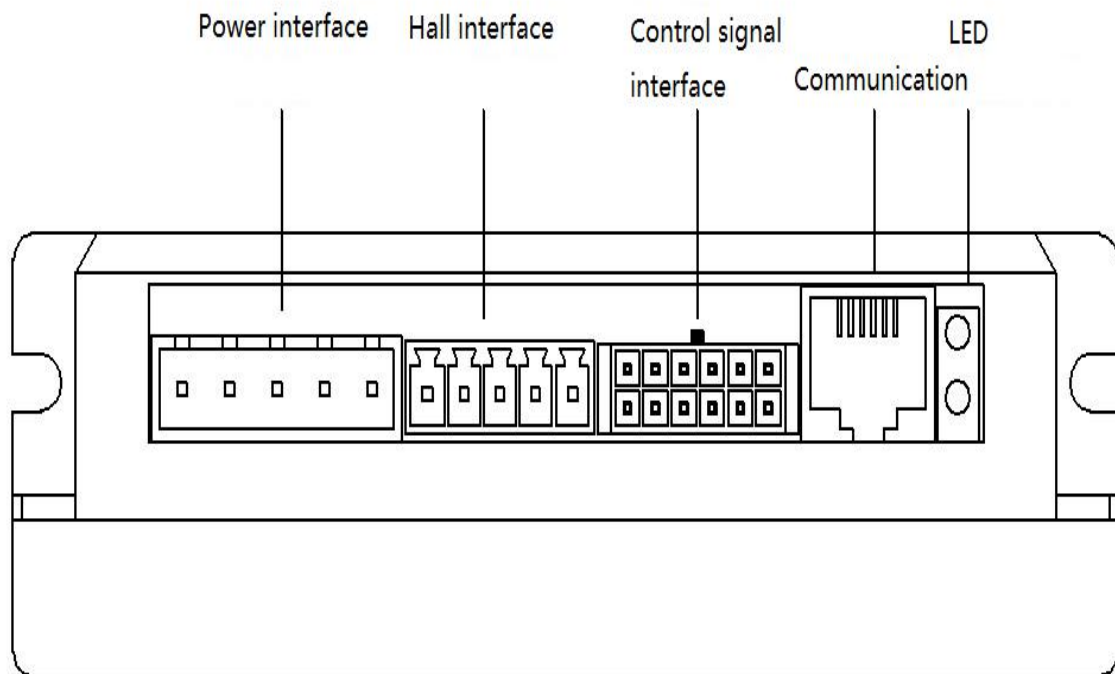 Power interface
Hall interface
Control signal
interface
Communication
LED